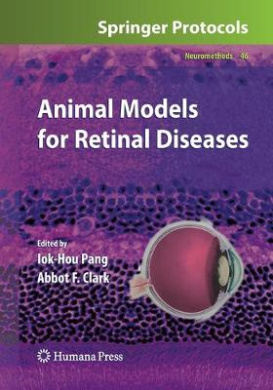 Springer Protocols
Neuromethods 46
Animal Models
for Retinal Diseases
Edited by
Iok-Hou Pang
Abbot F. Clark
Humana Press